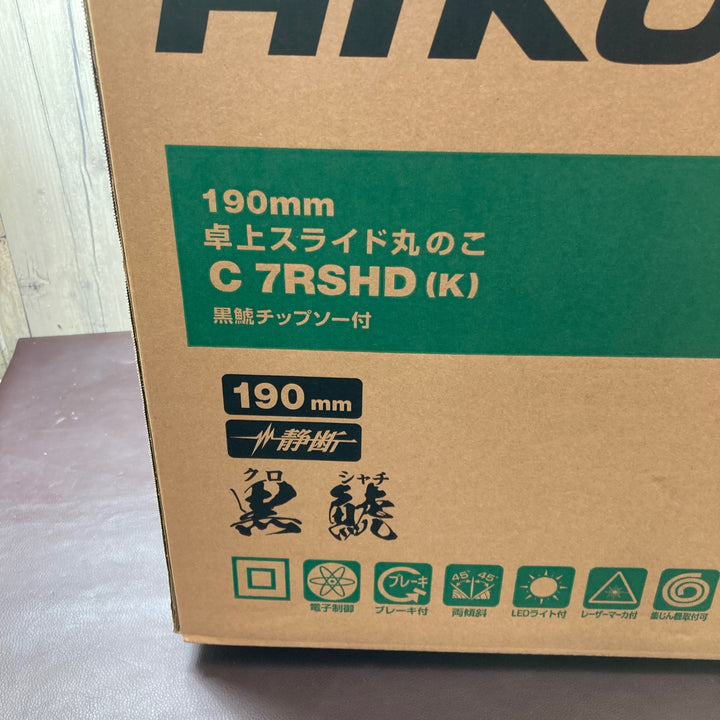 HIKO
190mm
卓上スライド丸のこ
C 7RSHD (K)
黒鯱チップソー付
190 mm
静断
クロ シャチ
黒 鯱
ブレーキ
45° 45°
電子制御
ブレーキ付
両傾斜
LEDライト付
レーザーマーカ付
集じん機取付可